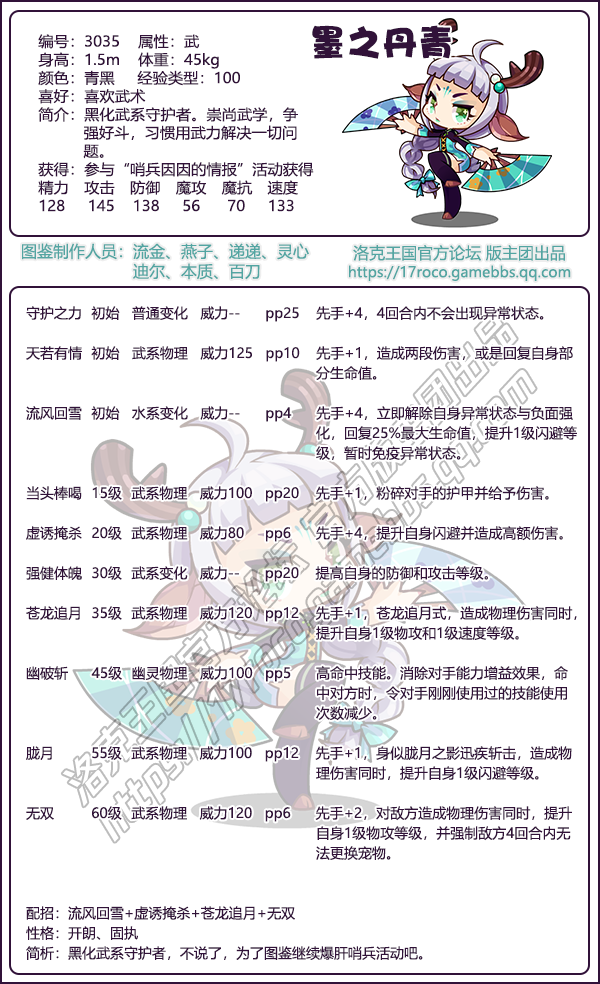 墨之丹青
编号：3035 属性：武
身高：1.5m 体重：45kg
颜色：青黑 经验类型：100
喜好：喜欢武术
简介：黑化武系守护者。崇尚武学，争
强好斗，习惯用武力解决一切问
题。
获得：参与“哨兵因因的情报”活动获得
精力 攻击 防御 魔攻 魔抗 速度
128 145 138 56 70 133
图鉴制作人员：流金、燕子、递递、灵心
迪尔、本质、百刀
洛克王国官方论坛 版主团出品
https://17roco.gamebbs.qq.com
守护之力 初始 普通变化 威力-- pp25 先手+4，4回合内不会出现异常状态。
天若有情 初始 武系物理 威力125 pp10 先手+1，造成两段伤害，或是回复自身部
分生命值。
流风回雪 初始 水系变化 威力-- pp4 先手+4，立即解除自身异常状态与负面强
化，回复25%最大生命值，提升1级闪避等
级，暂时免疫异常状态。
当头棒喝 15级 武系物理 威力100 pp20 先手+1，粉碎对手的护甲并给予伤害。
虚诱掩杀 20级 武系物理 威力80 pp6 先手+4，提升自身闪避并造成高额伤害。
强健体魄 30级 武系变化 威力-- pp20 提高自身的防御和攻击等级。
苍龙追月 35级 武系物理 威力120 pp12 先手+1，苍龙追月式，造成物理伤害同时，
提升自身1级物攻和1级速度等级。
幽破斩 45级 幽灵物理 威力100 pp5 高命中技能。消除对手能力增益效果，命
中对方时，令对手刚刚使用过的技能使用
次数减少。
胧月 55级 武系物理 威力100 pp12 先手+1，身似胧月之影迅疾斩击，造成物
理伤害同时，提升自身1级闪避等级。
无双 60级 武系物理 威力120 pp6 先手+2，对敌方造成物理伤害同时，提升
自身1级物攻等级，并强制敌方4回合内无
法更换宠物。
洛克王国官方论坛 版主团出品
https://17roco.gamebbs.qq.com
配招：流风回雪+虚诱掩杀+苍龙追月+无双
性格：开朗、固执
简析：黑化武系守护者，不说了，为了图鉴继续爆肝哨兵活动吧。